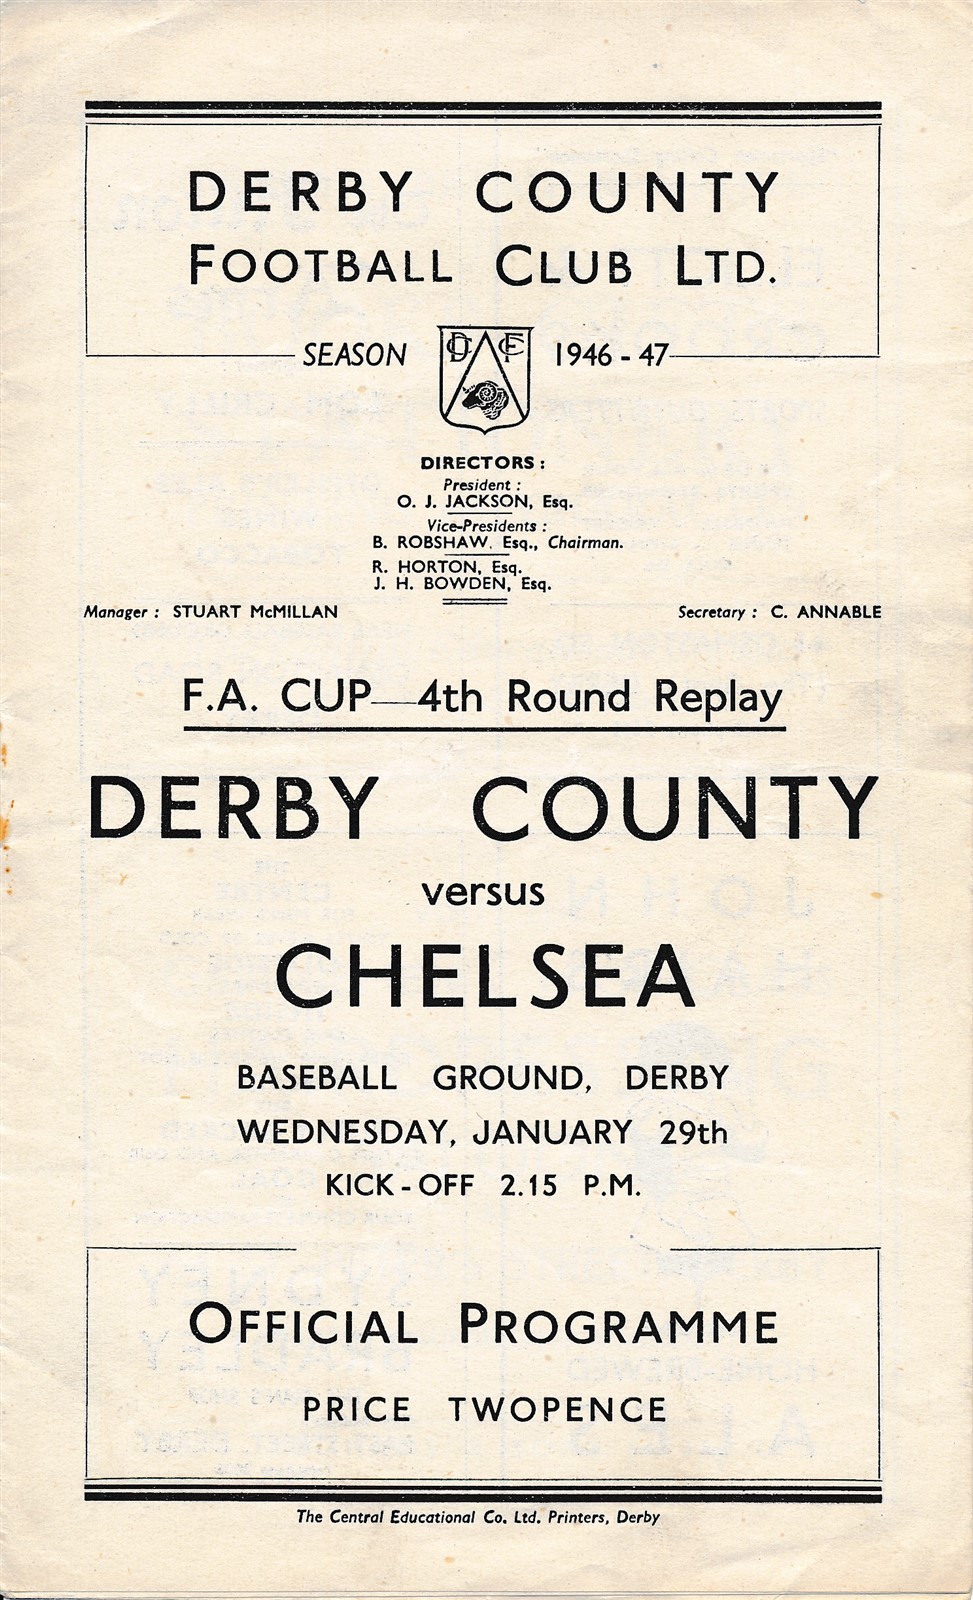 DERBY COUNTY
FOOTBALL CLUB LTD.
SEASON DCFC 1946 - 47
DIRECTORS :
President :
O. J. JACKSON, Esq.
Vice-Presidents :
B. ROBSHAW. Esq., Chairman.
R. HORTON, Esq.
J. H. BOWDEN, Esq.
Manager : STUART McMILLAN Secretary : C. ANNABLE
F.A. CUP—4th Round Replay
DERBY COUNTY
versus
CHELSEA
BASEBALL GROUND, DERBY
WEDNESDAY, JANUARY 29th
KICK - OFF 2.15 P.M.
OFFICIAL PROGRAMME
PRICE TWOPENCE
The Central Educational Co. Ltd. Printers, Derby